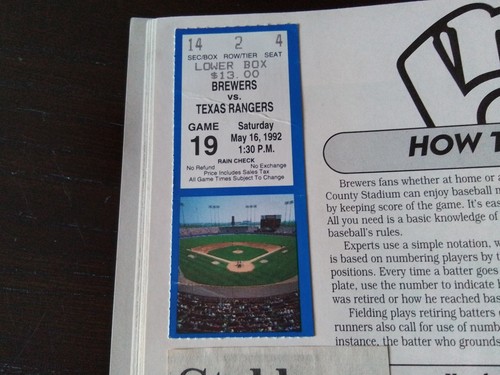 14 2 4
SEC/BOX ROW/TIER SEAT
LOWER BOX
$13.00
BREWERS
vs.
TEXAS RANGERS
GAME
19
Saturday
May 16, 1992
1:30 P.M.
RAIN CHECK
No Refund No Exchange
Price Includes Sales Tax
All Game Times Subject To Change
HOW T
Brewers fans whether at home or a
County Stadium can enjoy baseball m
by keeping score of the game. It's eas
All you need is a basic knowledge of
baseball's rules.
Experts use a simple notation, w
is based on numbering players by t
positions. Every time a batter goes
plate, use the number to indicate h
was retired or how he reached bas
Fielding plays retiring batters o
runners also call for use of numb
instance, the batter who grounds